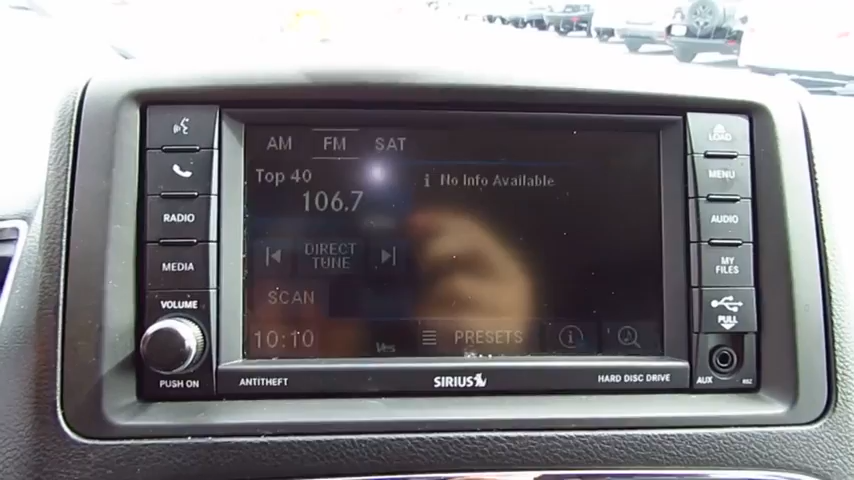 AM FM SAT
Top 40
106.7
i No Info Available
DIRECT
TUNE
SCAN
10:10
PRESETS
RADIO
MEDIA
VOLUME
PUSH ON
LOAD
MENU
AUDIO
MY
FILES
PULL
AUX
ANTITHEFT
SIRIUS
HARD DISC DRIVE